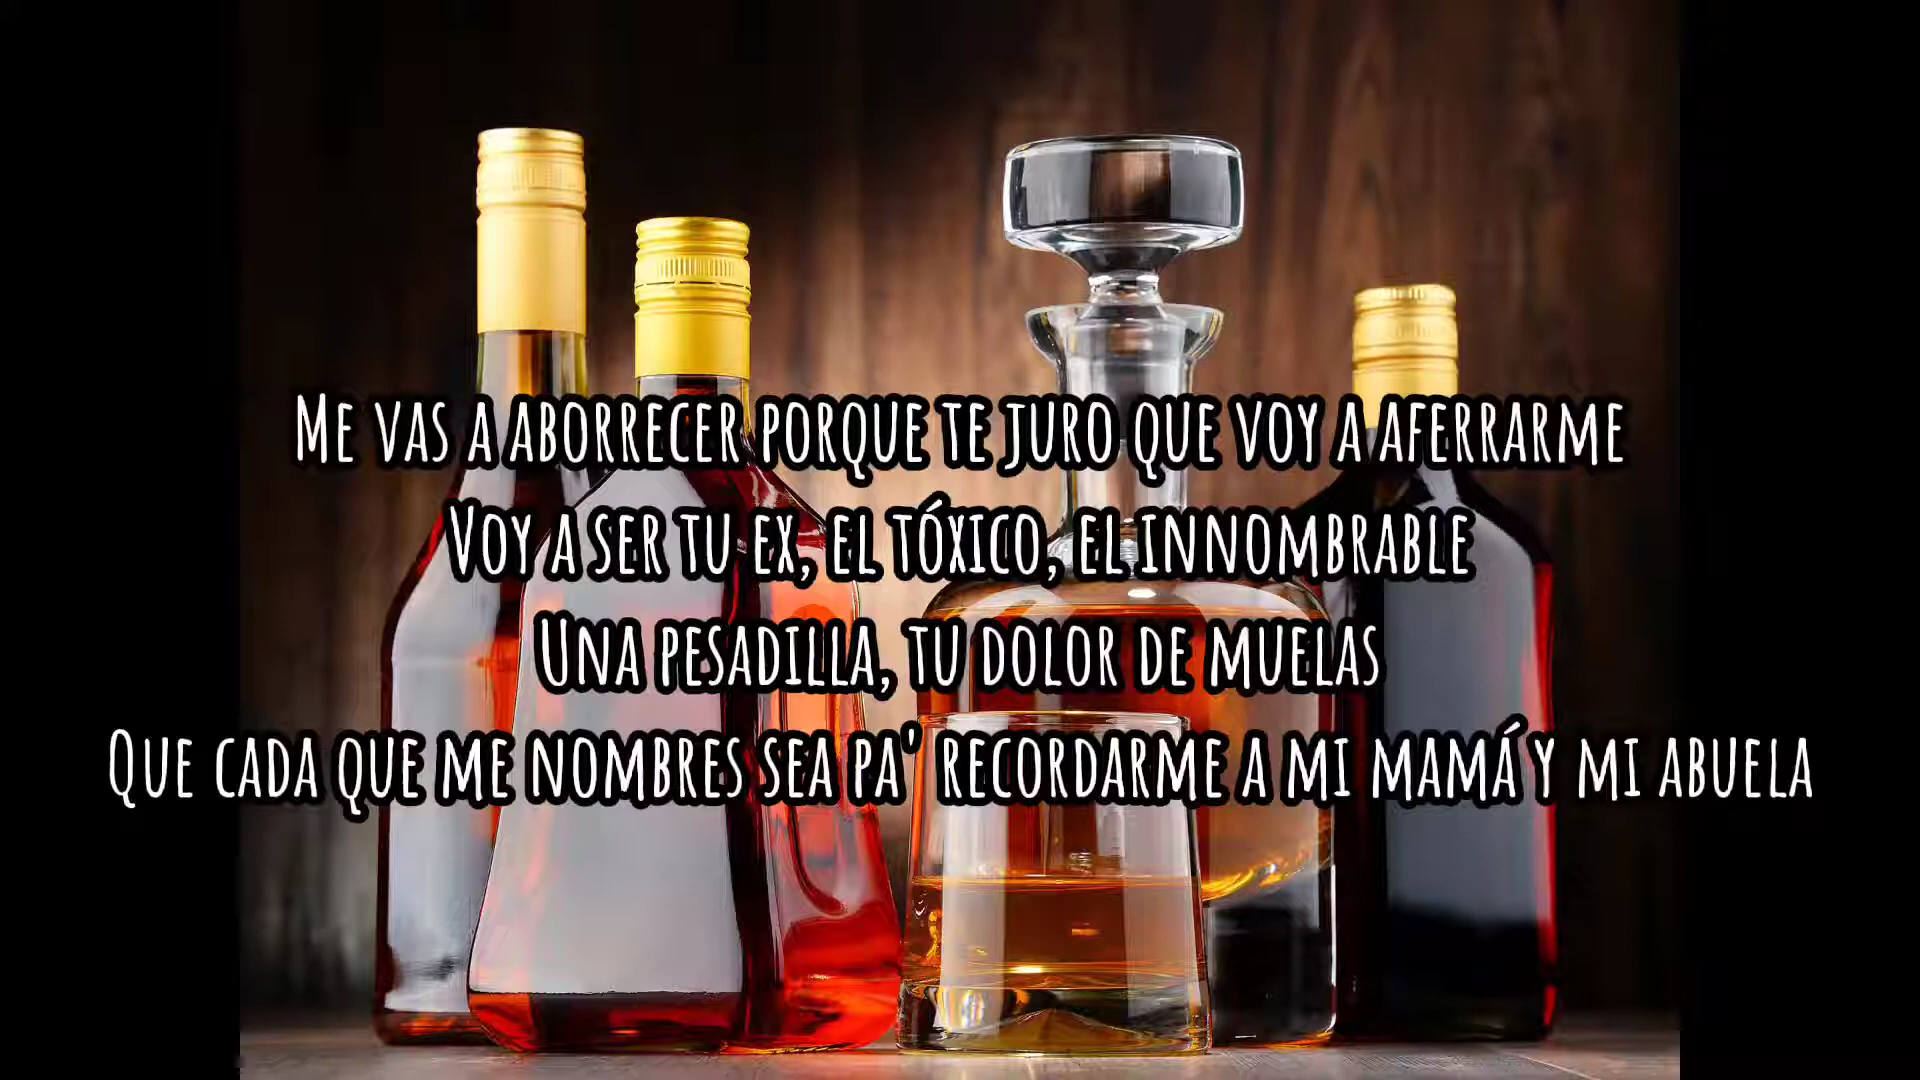 Me vas a aborrecer porque te juro que voy a aferrarme
Voy a ser tu ex, el tóxico, el innombrable
Una pesadilla, tu dolor de muelas
Que cada que me nombres sea pa' recordarme a mi mamá y mi abuela